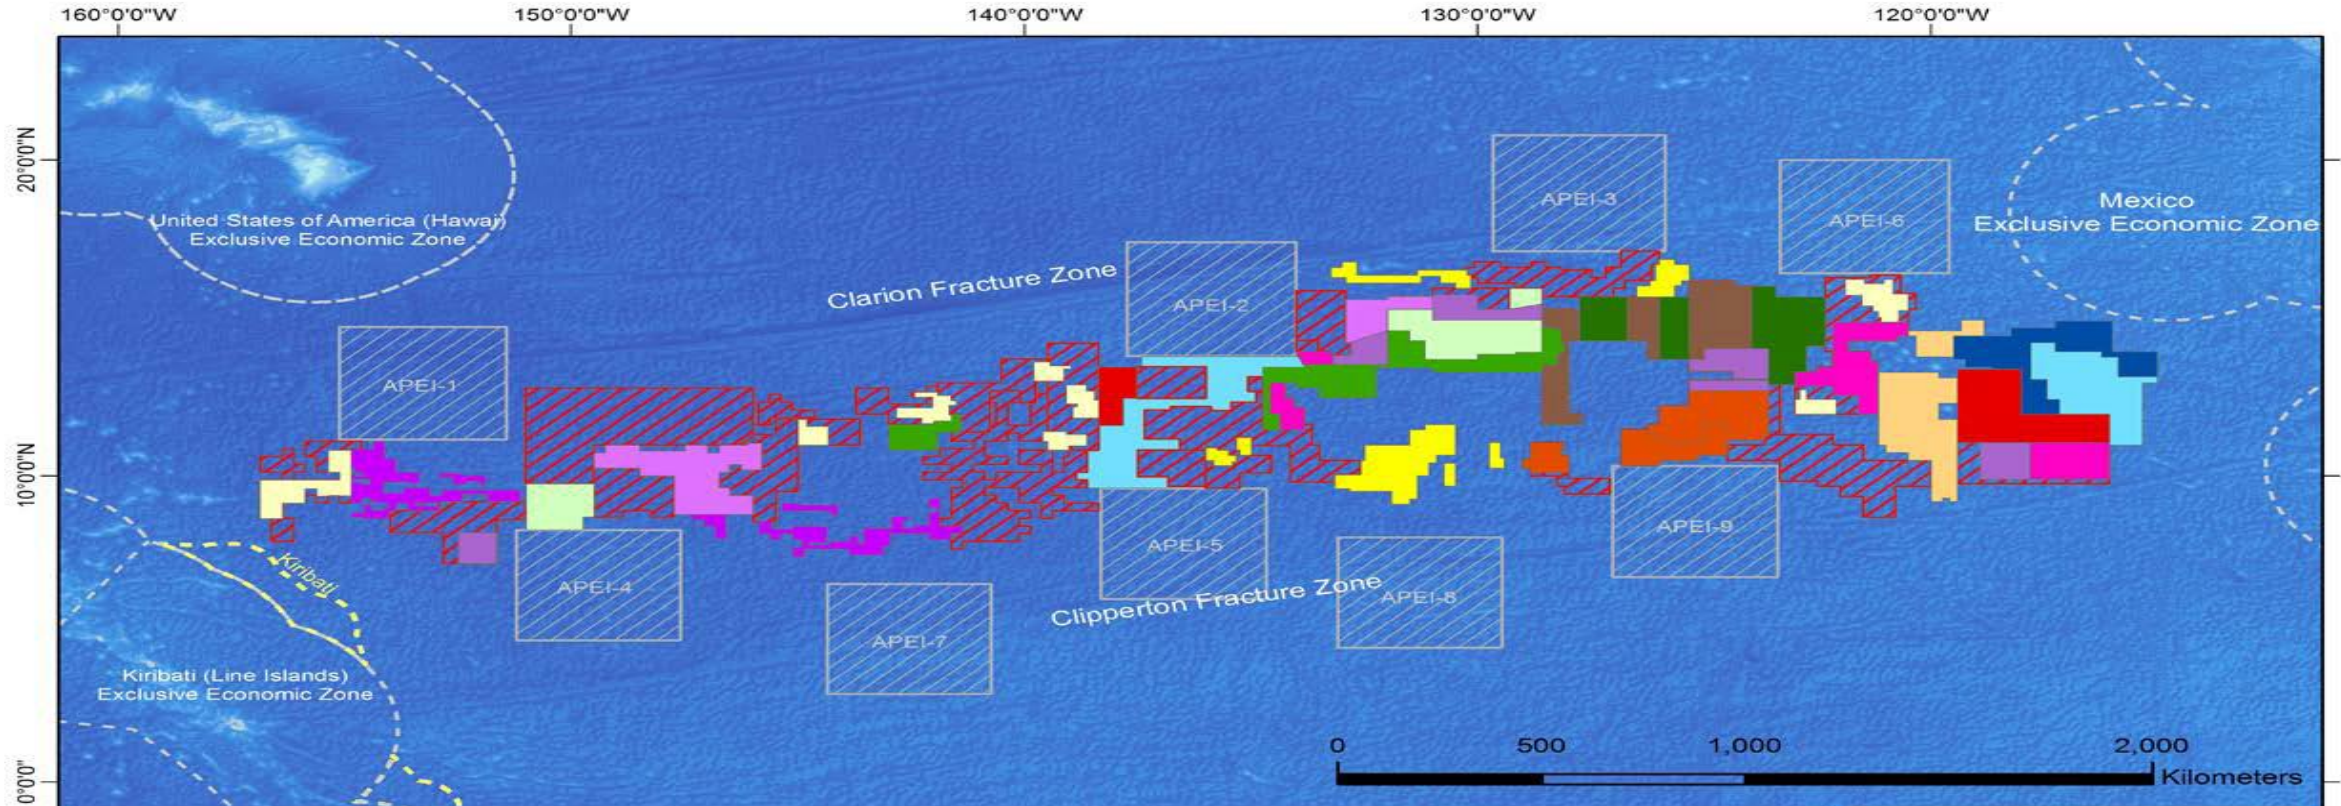 160°0'0"W
150°0'0"W
140°0'0"W
130°0'0"W
120°0'0"W
20°0'0"N
10°0'0"N
0°0'0"
United States of America (Hawai)
Exclusive Economic Zone
Mexico
Exclusive Economic Zone
APEI-3
APEI-6
Clarion Fracture Zone
APEI-2
APEI-1
APEI-9
APEI-5
Kiribati
APEI-4
Clipperton Fracture Zone
APEI-8
APEI-7
Kiribati (Line Islands)
Exclusive Economic Zone
0 500 1,000 2,000
Kilometers